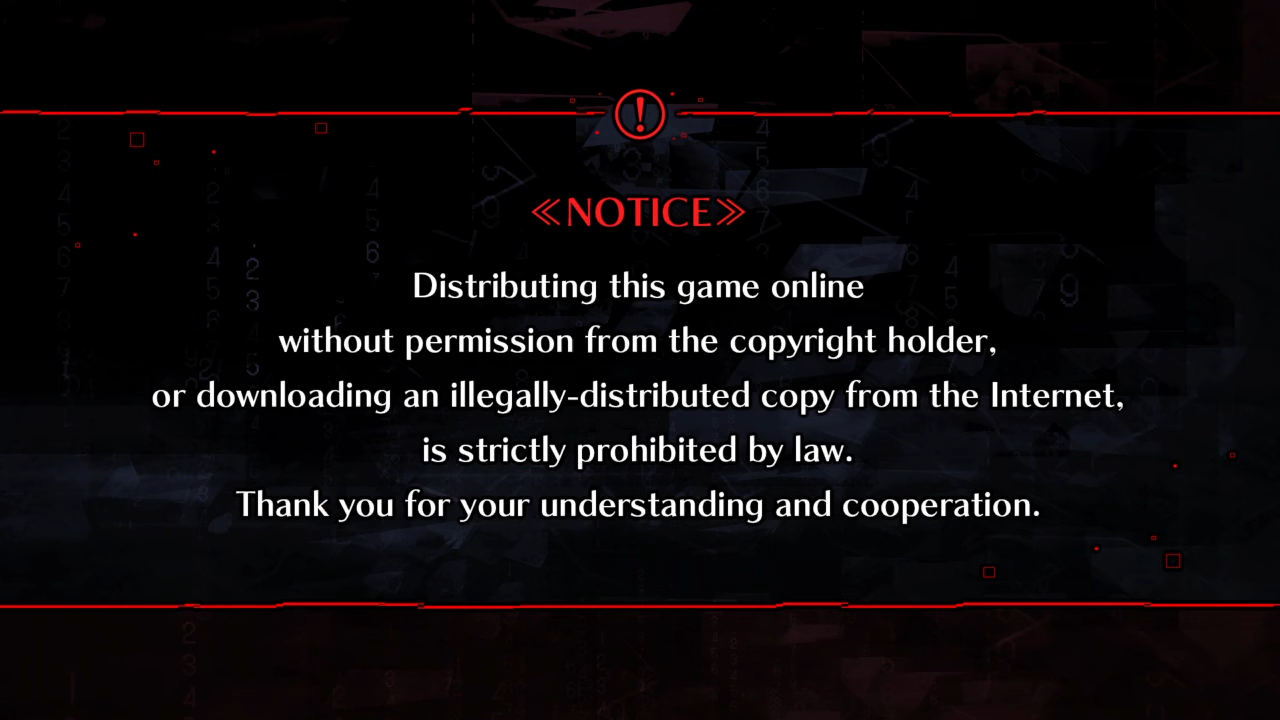 ≪NOTICE≫
Distributing this game online
without permission from the copyright holder,
or downloading an illegally-distributed copy from the Internet,
is strictly prohibited by law.
Thank you for your understanding and cooperation.